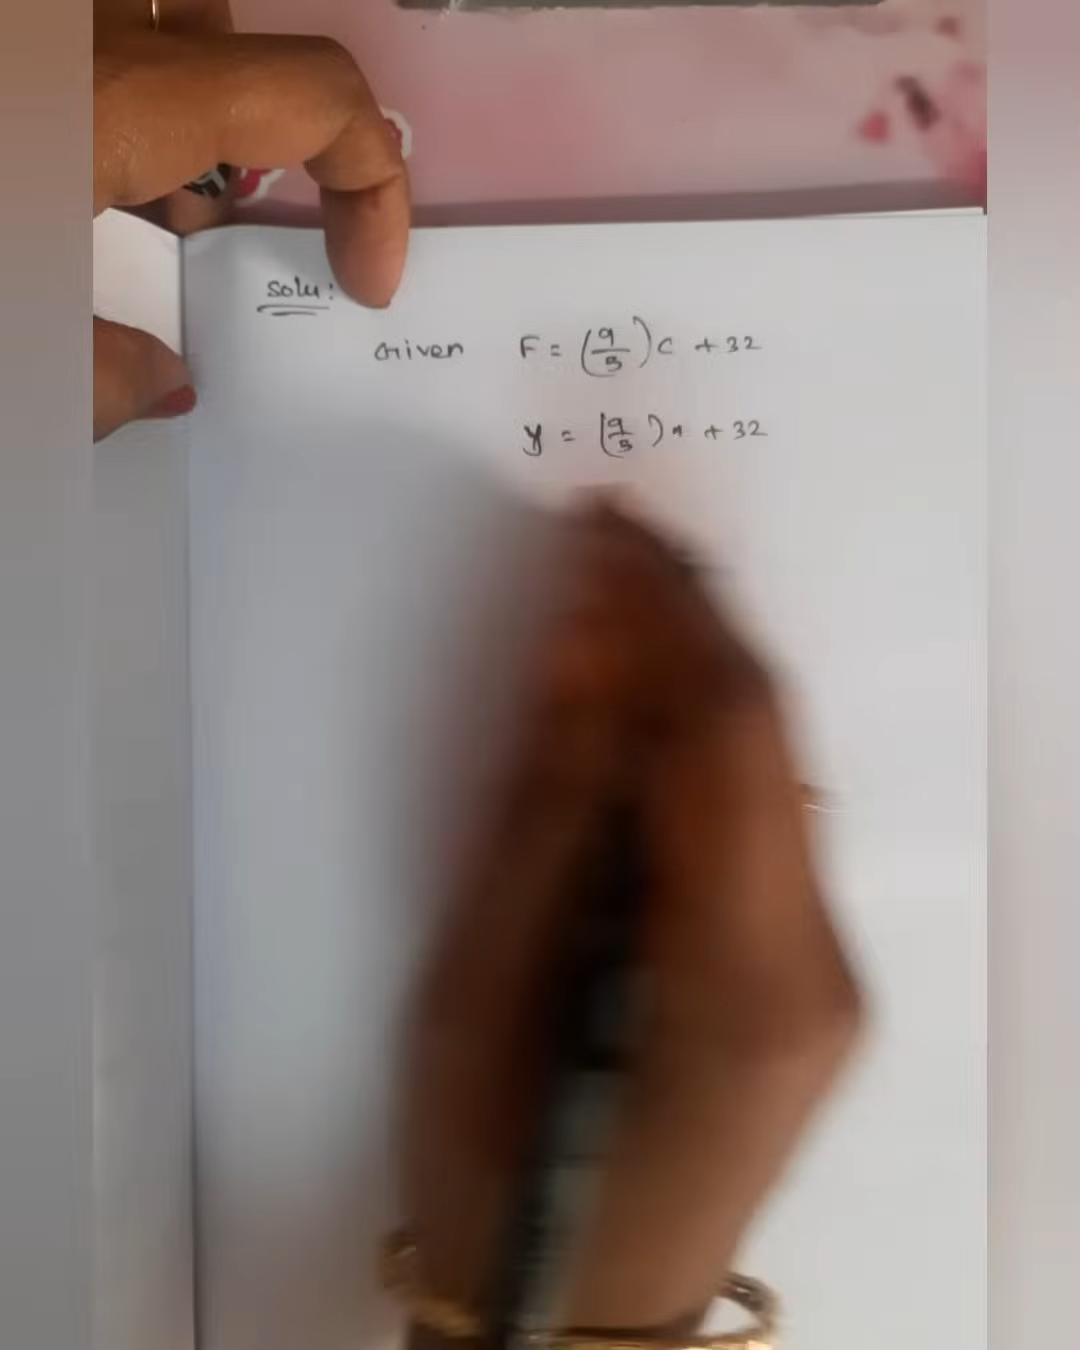 Solu:
Given F = (9/5)C + 32
y = (9/5)x + 32